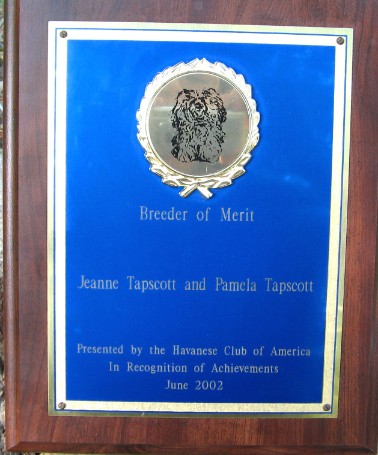 Breeder of Merit
Jeanne Tapscott and Pamela Tapscott
Presented by the Havanese Club of America
In Recognition of Achievements
June 2002